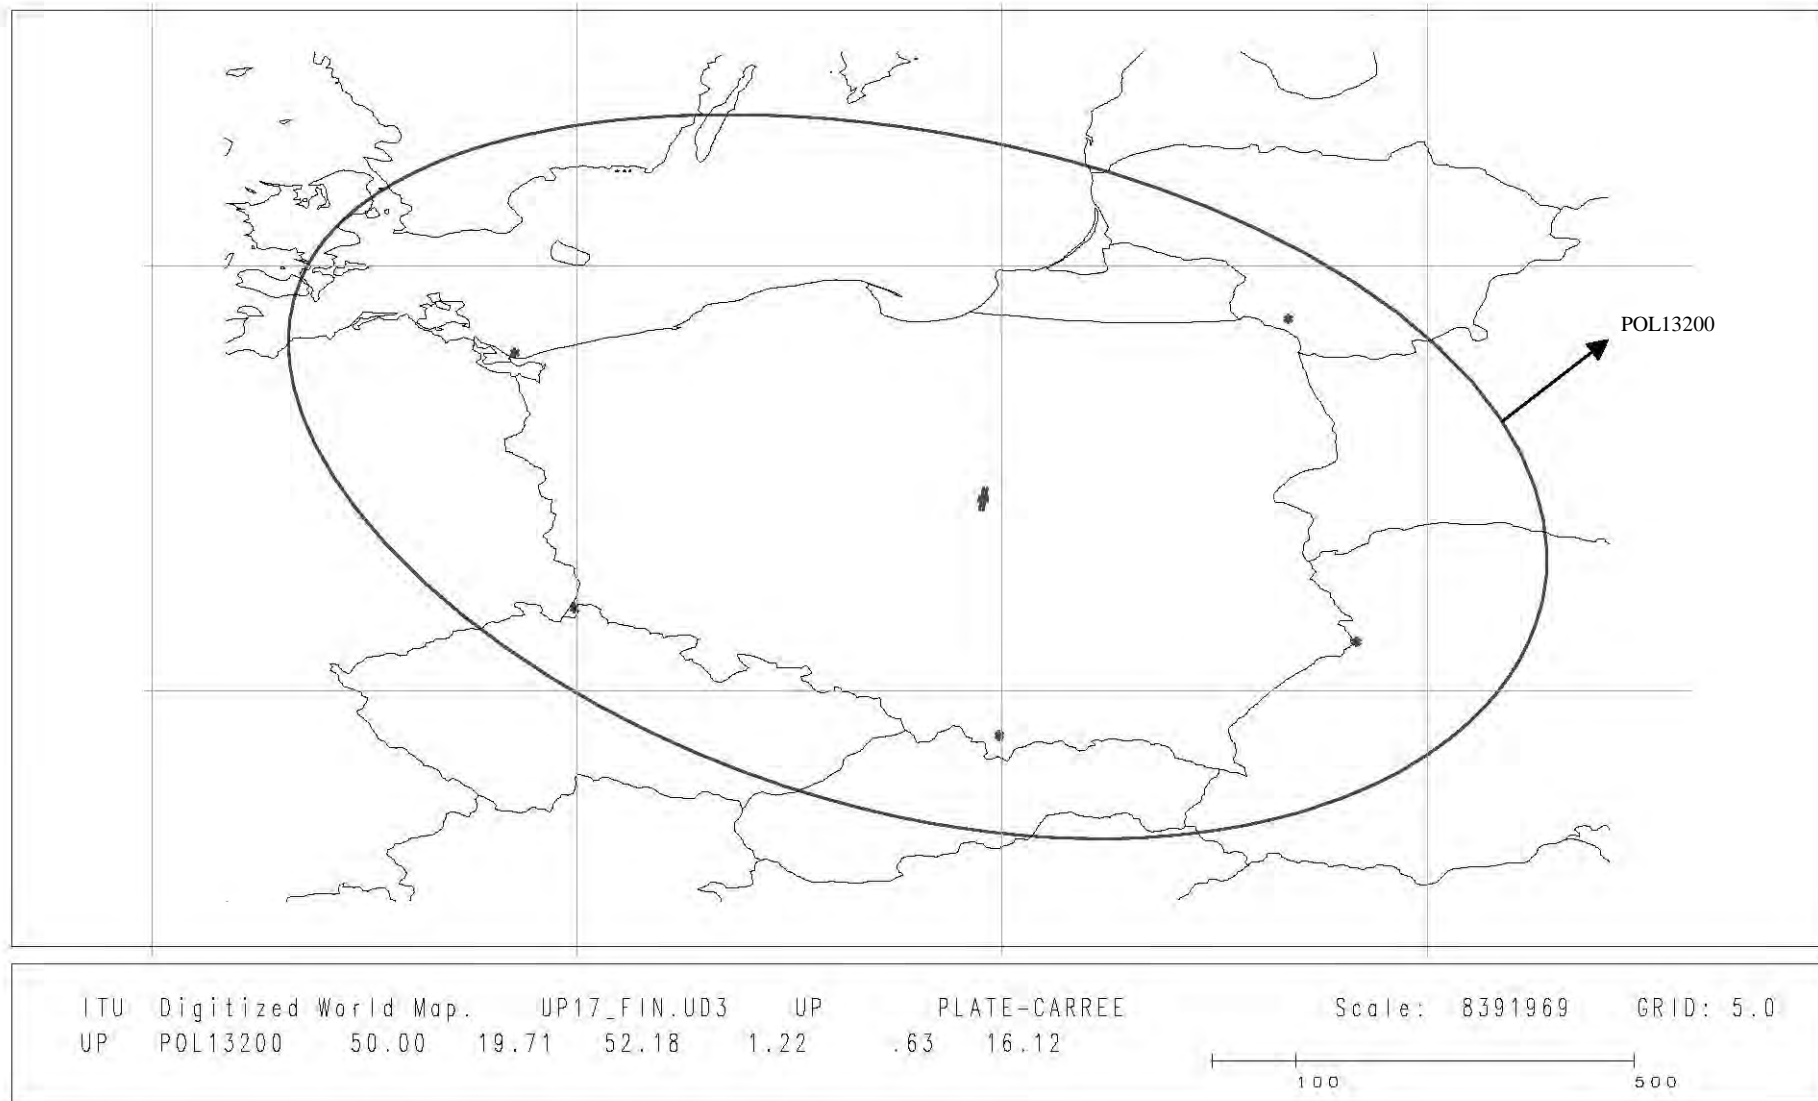 POL13200
ITU Digitized World Map. UP17_FIN.UD3 UP PLATE-CARREE Scale: 8391969 GRID: 5.0
UP POL13200 50.00 19.71 52.18 1.22 .63 16.12
100 500